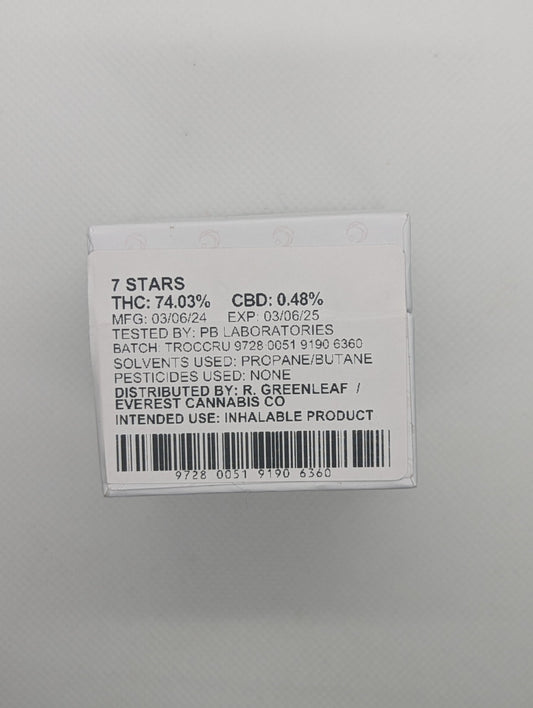 7 STARS
THC: 74.03% CBD: 0.48%
MFG: 03/06/24 EXP: 03/06/25
TESTED BY: PB LABORATORIES
BATCH: TROCCRU 9728 0051 9190 6360
SOLVENTS USED: PROPANE/BUTANE
PESTICIDES USED: NONE
DISTRIBUTED BY: R. GREENLEAF /
EVEREST CANNABIS CO
INTENDED USE: INHALABLE PRODUCT
9728 0051 9190 6360